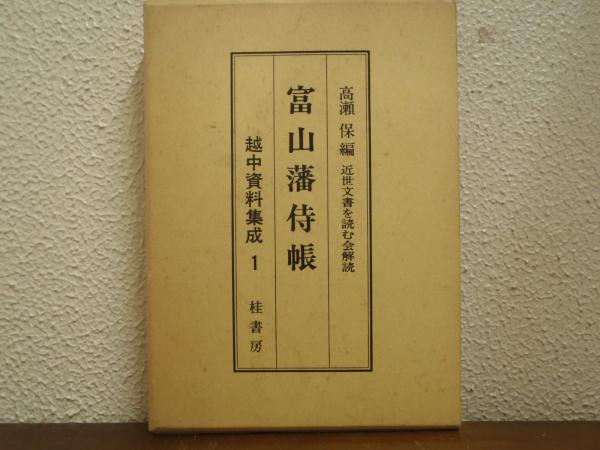 高瀬 保 編 近世文書を読む会解読
富山藩侍帳
越中資料集成 1 桂書房